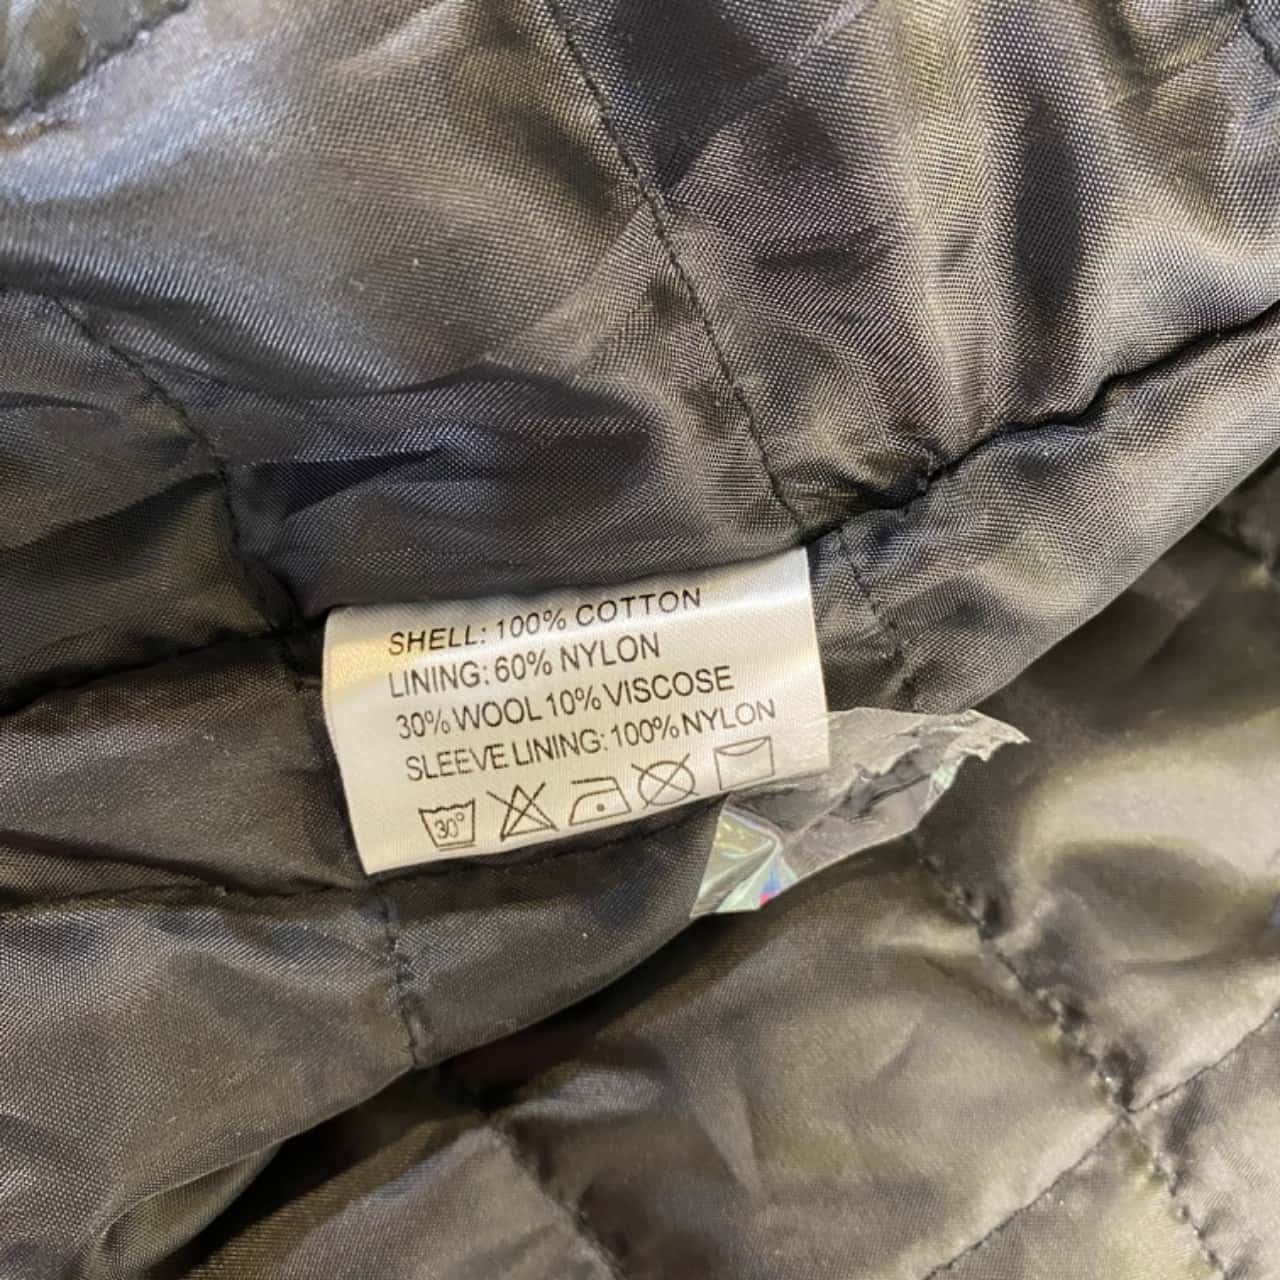 SHELL: 100% COTTON
LINING: 60% NYLON
30% WOOL 10% VISCOSE
SLEEVE LINING: 100% NYLON
30°